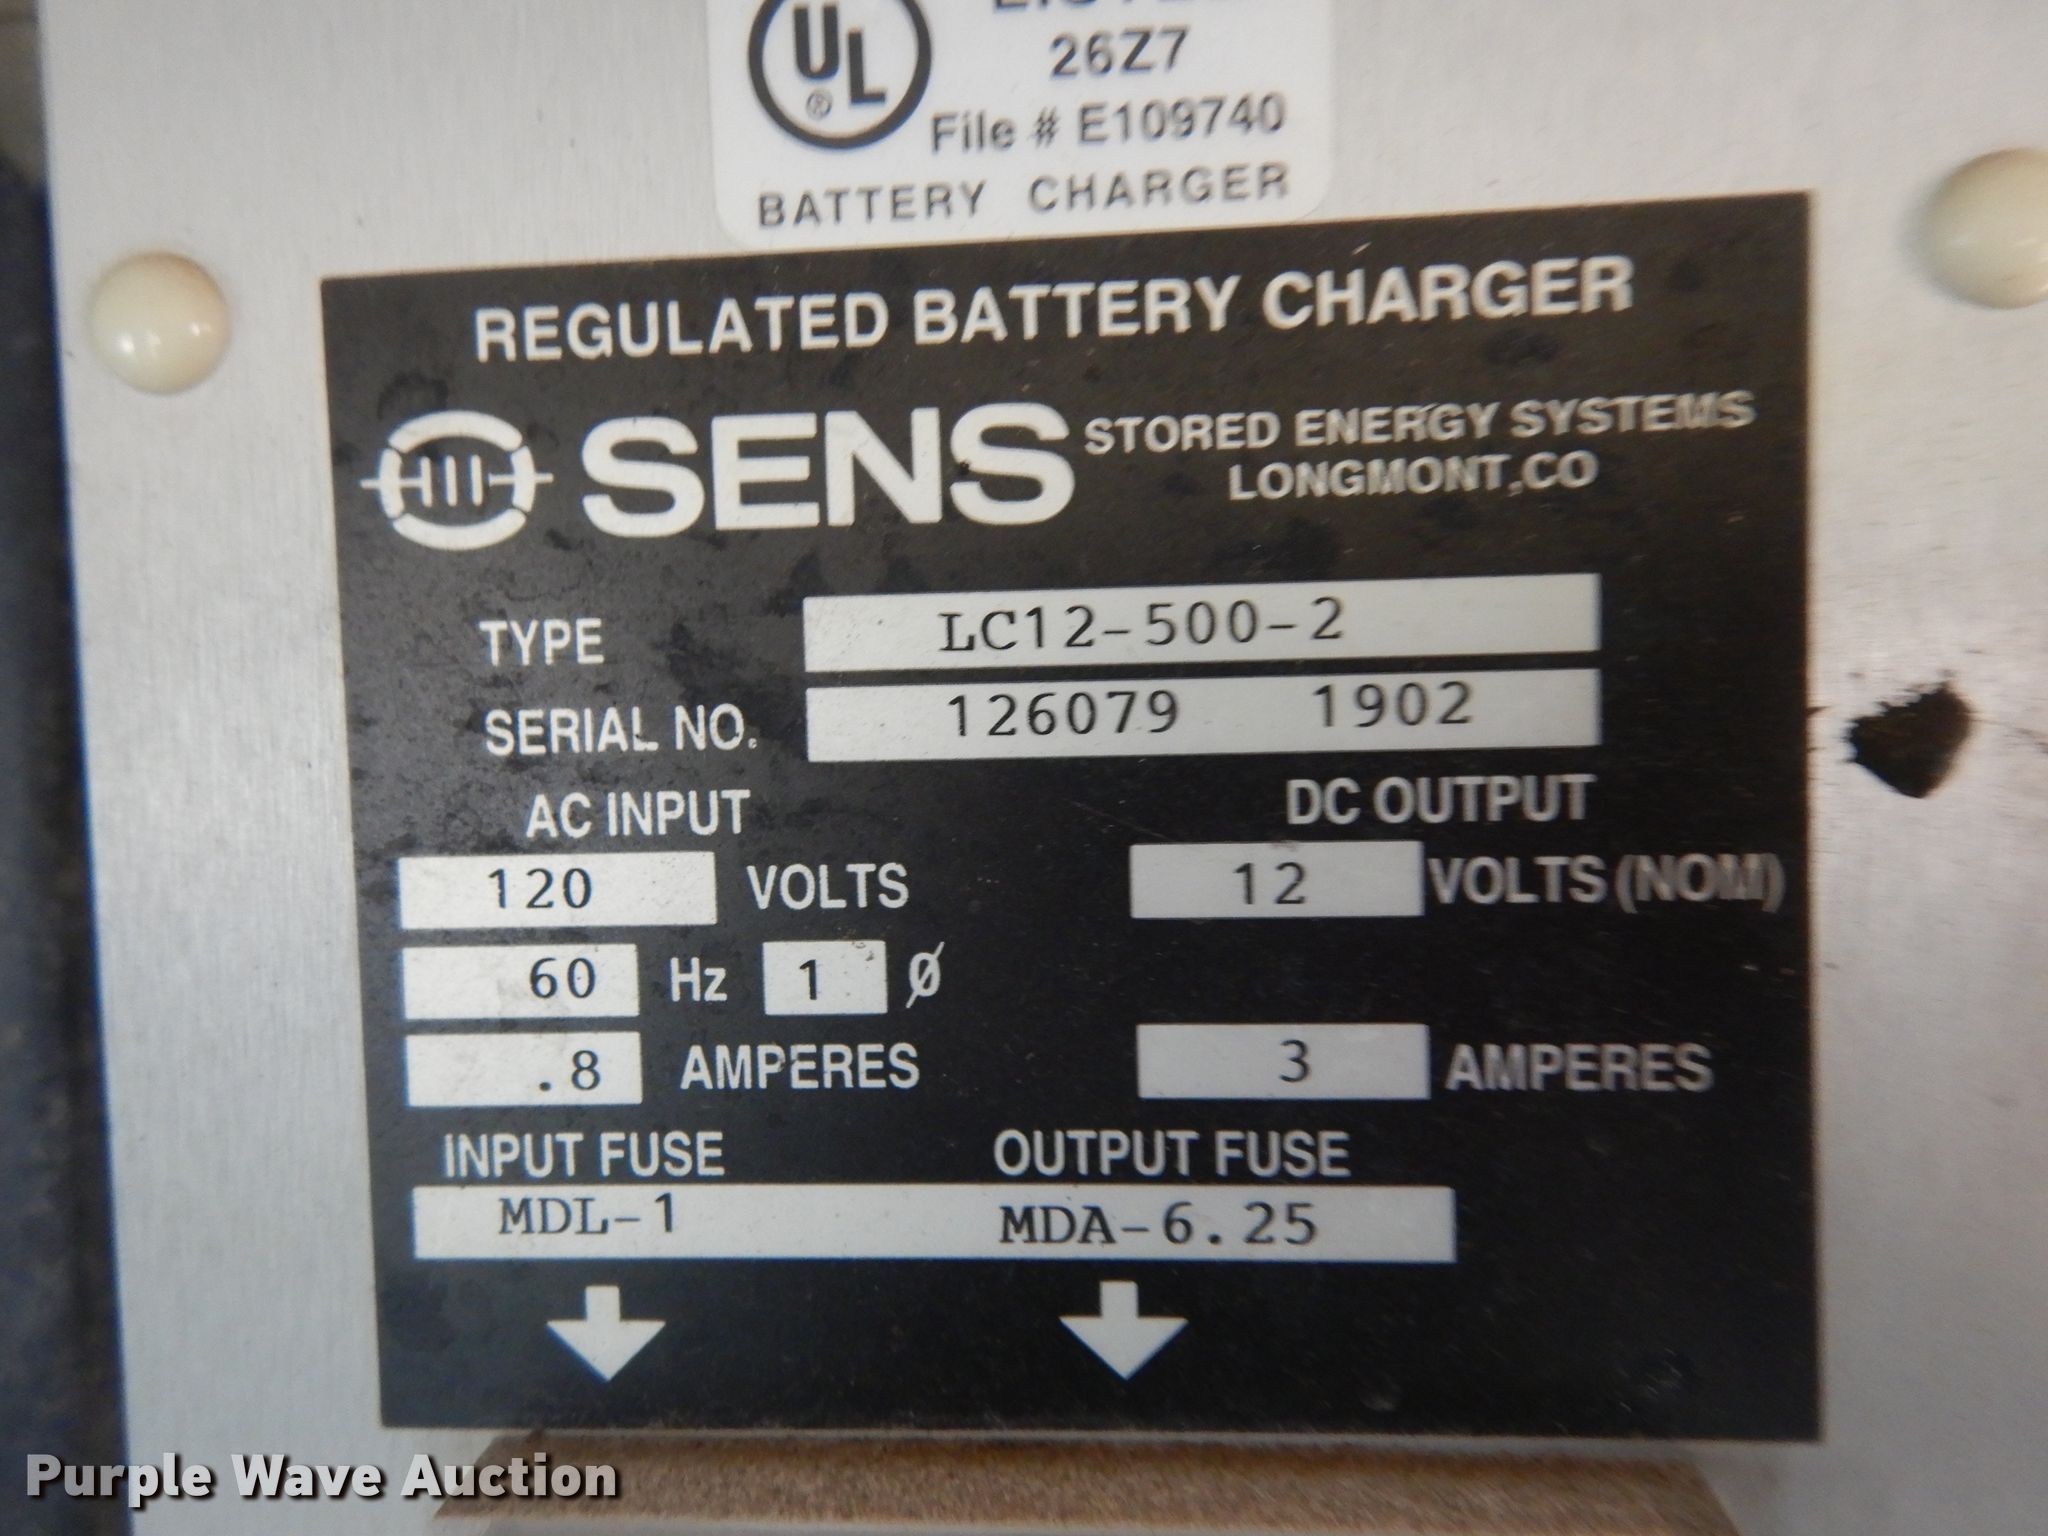 UL
®
26Z7
File # E109740
BATTERY CHARGER
REGULATED BATTERY CHARGER
SENS STORED ENERGY SYSTEMS
LONGMONT,CO
TYPE LC12-500-2
SERIAL NO. 126079 1902
AC INPUT DC OUTPUT
120 VOLTS 12 VOLTS (NOM)
60 Hz 1 Ø
.8 AMPERES 3 AMPERES
INPUT FUSE OUTPUT FUSE
MDL-1 MDA-6.25
Purple Wave Auction